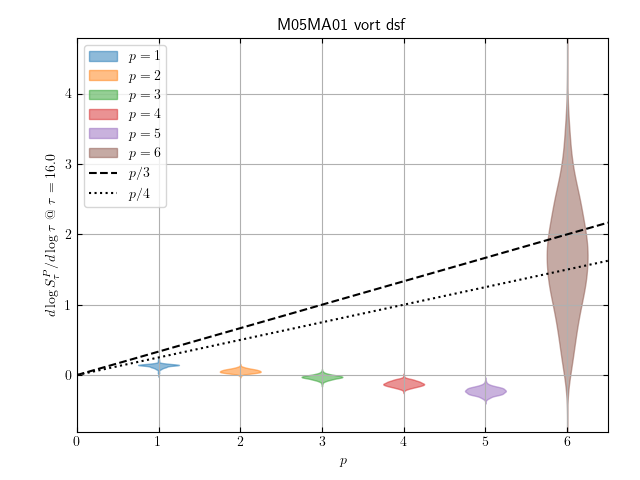 M05MA01 vort dsf
d log S_τ^p / d log τ @ τ = 16.0
4
3
2
1
0
p = 1
p = 2
p = 3
p = 4
p = 5
p = 6
p/3
p/4
0 1 2 3 4 5 6
p